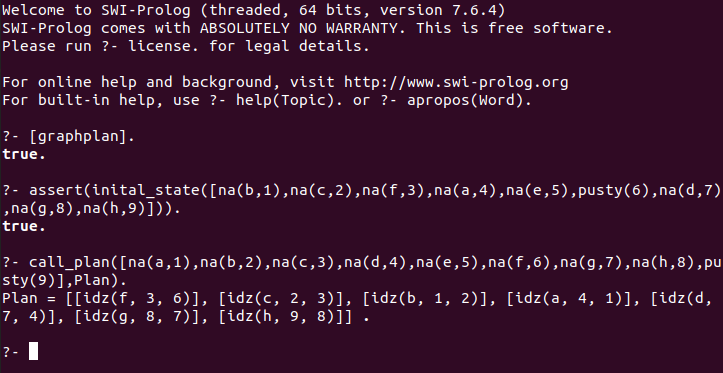 Welcome to SWI-Prolog (threaded, 64 bits, version 7.6.4)
SWI-Prolog comes with ABSOLUTELY NO WARRANTY. This is free software.
Please run ?- license. for legal details.

For online help and background, visit http://www.swi-prolog.org
For built-in help, use ?- help(Topic). or ?- apropos(Word).

?- [graphplan].
true.

?- assert(inital_state([na(b,1),na(c,2),na(f,3),na(a,4),na(e,5),pusty(6),na(d,7)
,na(g,8),na(h,9)])).
true.

?- call_plan([na(a,1),na(b,2),na(c,3),na(d,4),na(e,5),na(f,6),na(g,7),na(h,8),pu
sty(9)],Plan).
Plan = [[idz(f, 3, 6)], [idz(c, 2, 3)], [idz(b, 1, 2)], [idz(a, 4, 1)], [idz(d,
7, 4)], [idz(g, 8, 7)], [idz(h, 9, 8)]] .

?-